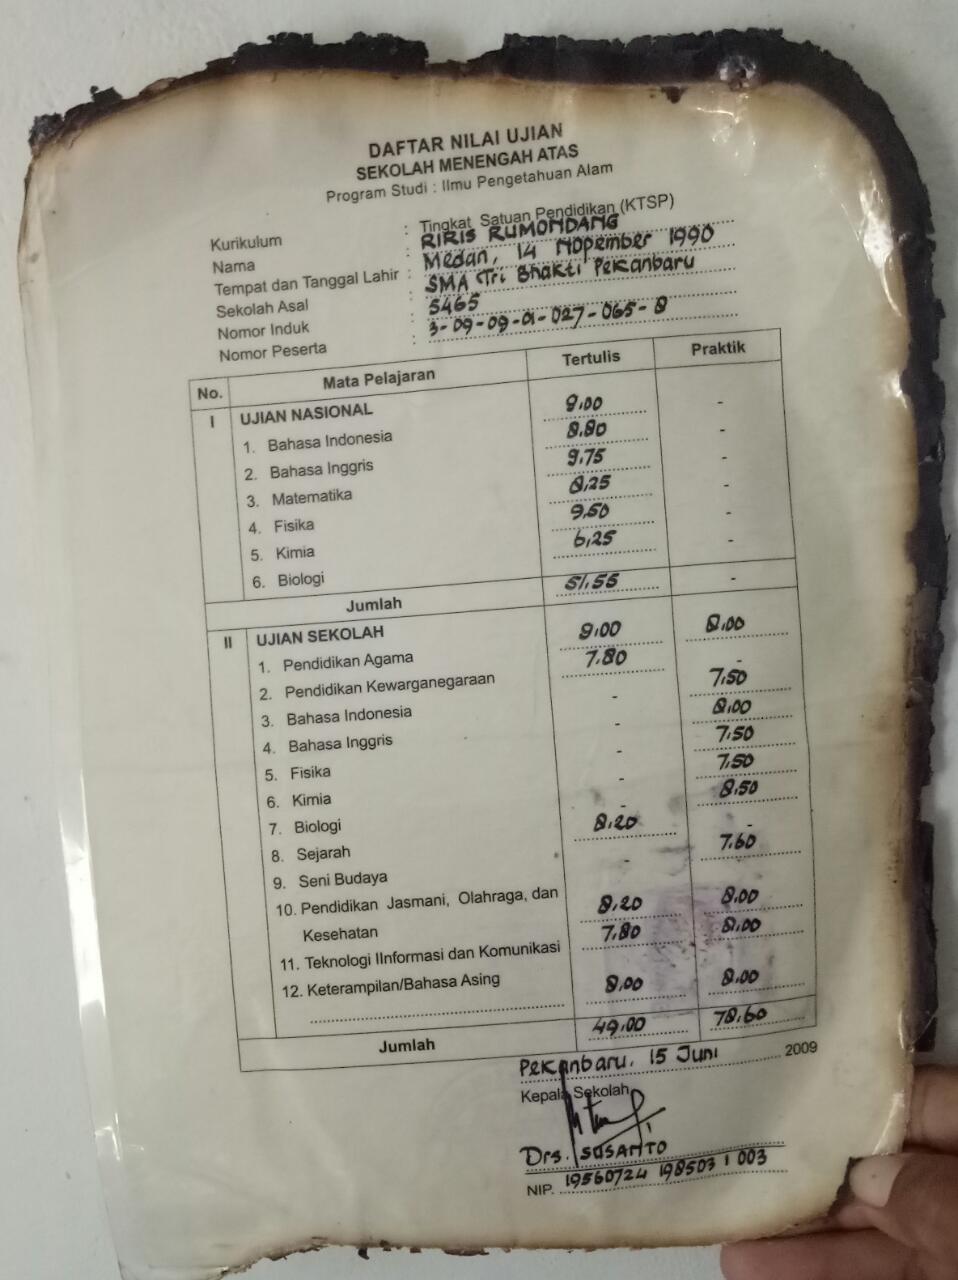 DAFTAR NILAI UJIAN
SEKOLAH MENENGAH ATAS
Program Studi : Ilmu Pengetahuan Alam
Kurikulum : Tingkat Satuan Pendidikan (KTSP)
Nama : RIRIS RUMONDANG
Tempat dan Tanggal Lahir : Medan, 14 Nopember 1990
Sekolah Asal : SMA Tri Bhakti Pekanbaru
Nomor Induk : 5465
Nomor Peserta : 3-09-09-01-027-065-8
No. Mata Pelajaran Tertulis Praktik
I UJIAN NASIONAL
1. Bahasa Indonesia 9,00 -
2. Bahasa Inggris 8,80 -
3. Matematika 9,75 -
4. Fisika 8,25 -
5. Kimia 9,50 -
6. Biologi 6,25 -
Jumlah 51,55 -
II UJIAN SEKOLAH
1. Pendidikan Agama 9,00 8,00
2. Pendidikan Kewarganegaraan 7,80 -
3. Bahasa Indonesia - 7,50
4. Bahasa Inggris - 8,00
5. Fisika - 7,50
6. Kimia - 7,50
7. Biologi - 8,50
8. Sejarah 8,20 -
9. Seni Budaya - 7,60
10. Pendidikan Jasmani, Olahraga, dan
Kesehatan 8,20 8,00
11. Teknologi IInformasi dan Komunikasi 7,80 8,00
12. Keterampilan/Bahasa Asing
8,00 8,00
Jumlah 49,00 78,60
Pekanbaru, 15 Juni 2009
Kepala Sekolah
Drs. SUSANTO
NIP. 19560724 198503 1 003